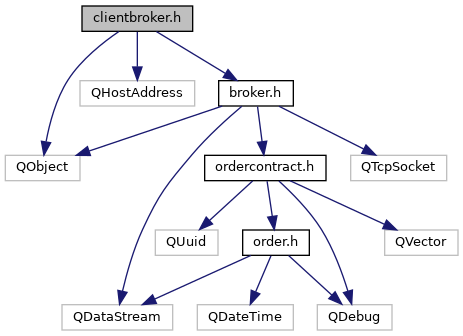 clientbroker.h
QHostAddress
broker.h
QObject
ordercontract.h
QTcpSocket
QUuid
order.h
QVector
QDataStream
QDateTime
QDebug